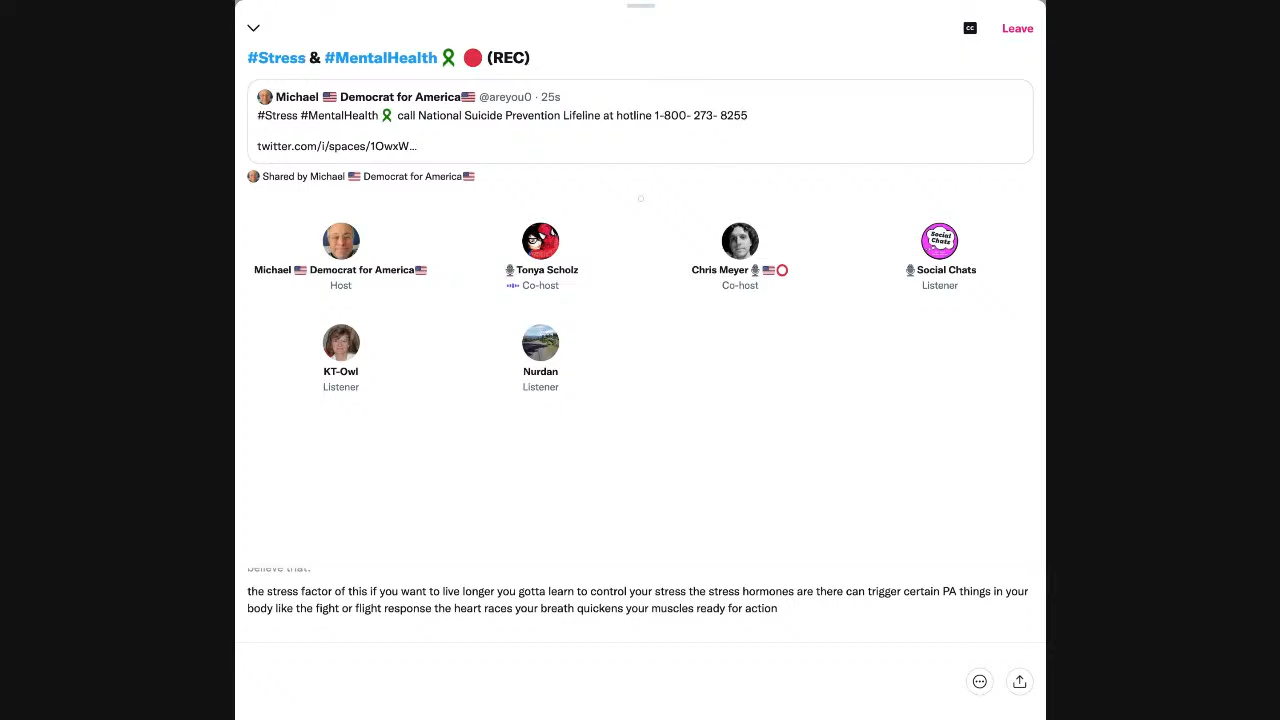 CC
Leave
#Stress & #MentalHealth🎗 🔴 (REC)
Michael 🇺🇸 Democrat for America🇺🇸 @areyou0 · 25s
#Stress #MentalHealth🎗 call National Suicide Prevention Lifeline at hotline 1-800- 273- 8255
twitter.com/i/spaces/1OwxW...
Shared by Michael 🇺🇸 Democrat for America🇺🇸
Social Chats
Michael 🇺🇸 Democrat for America🇺🇸
Host
🎙Tonya Scholz
Co-host
Chris Meyer🎙🇺🇸⭕
Co-host
🎙Social Chats
Listener
KT-Owl
Listener
Nurdan
Listener
believe that.
the stress factor of this if you want to live longer you gotta learn to control your stress the stress hormones are there can trigger certain PA things in your
body like the fight or flight response the heart races your breath quickens your muscles ready for action